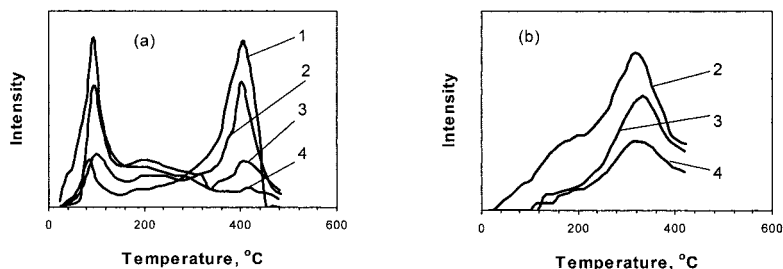 (a)
1
2
3
4
Intensity
0
200
400
600
Temperature, °C
(b)
2
3
4
Intensity
0
200
400
600
Temperature, °C